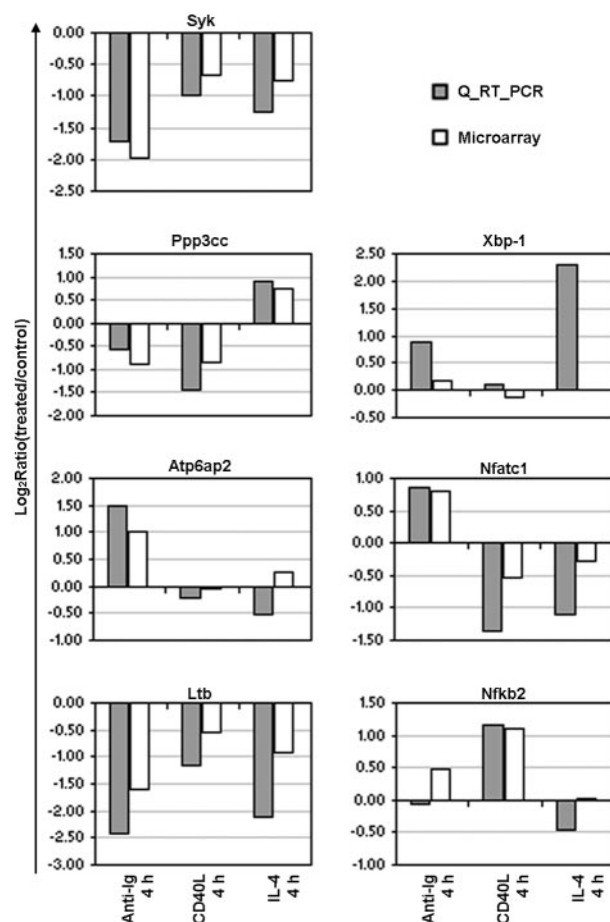 Syk
0.00
-0.50
-1.00
-1.50
-2.00
-2.50
Q_RT_PCR
Microarray
Log2Ratio(treated/control)
Ppp3cc
1.50
1.00
0.50
0.00
-0.50
-1.00
-1.50
-2.00
Xbp-1
2.50
2.00
1.50
1.00
0.50
0.00
-0.50
Atp6ap2
2.00
1.50
1.00
0.50
0.00
-0.50
-1.00
Nfatc1
1.00
0.50
0.00
-0.50
-1.00
-1.50
Ltb
0.00
-0.50
-1.00
-1.50
-2.00
-2.50
-3.00
Nfkb2
1.50
1.00
0.50
0.00
-0.50
-1.00
Anti-Ig
4 h
CD40L
4 h
IL-4
4 h
Anti-Ig
4 h
CD40L
4 h
IL-4
4 h